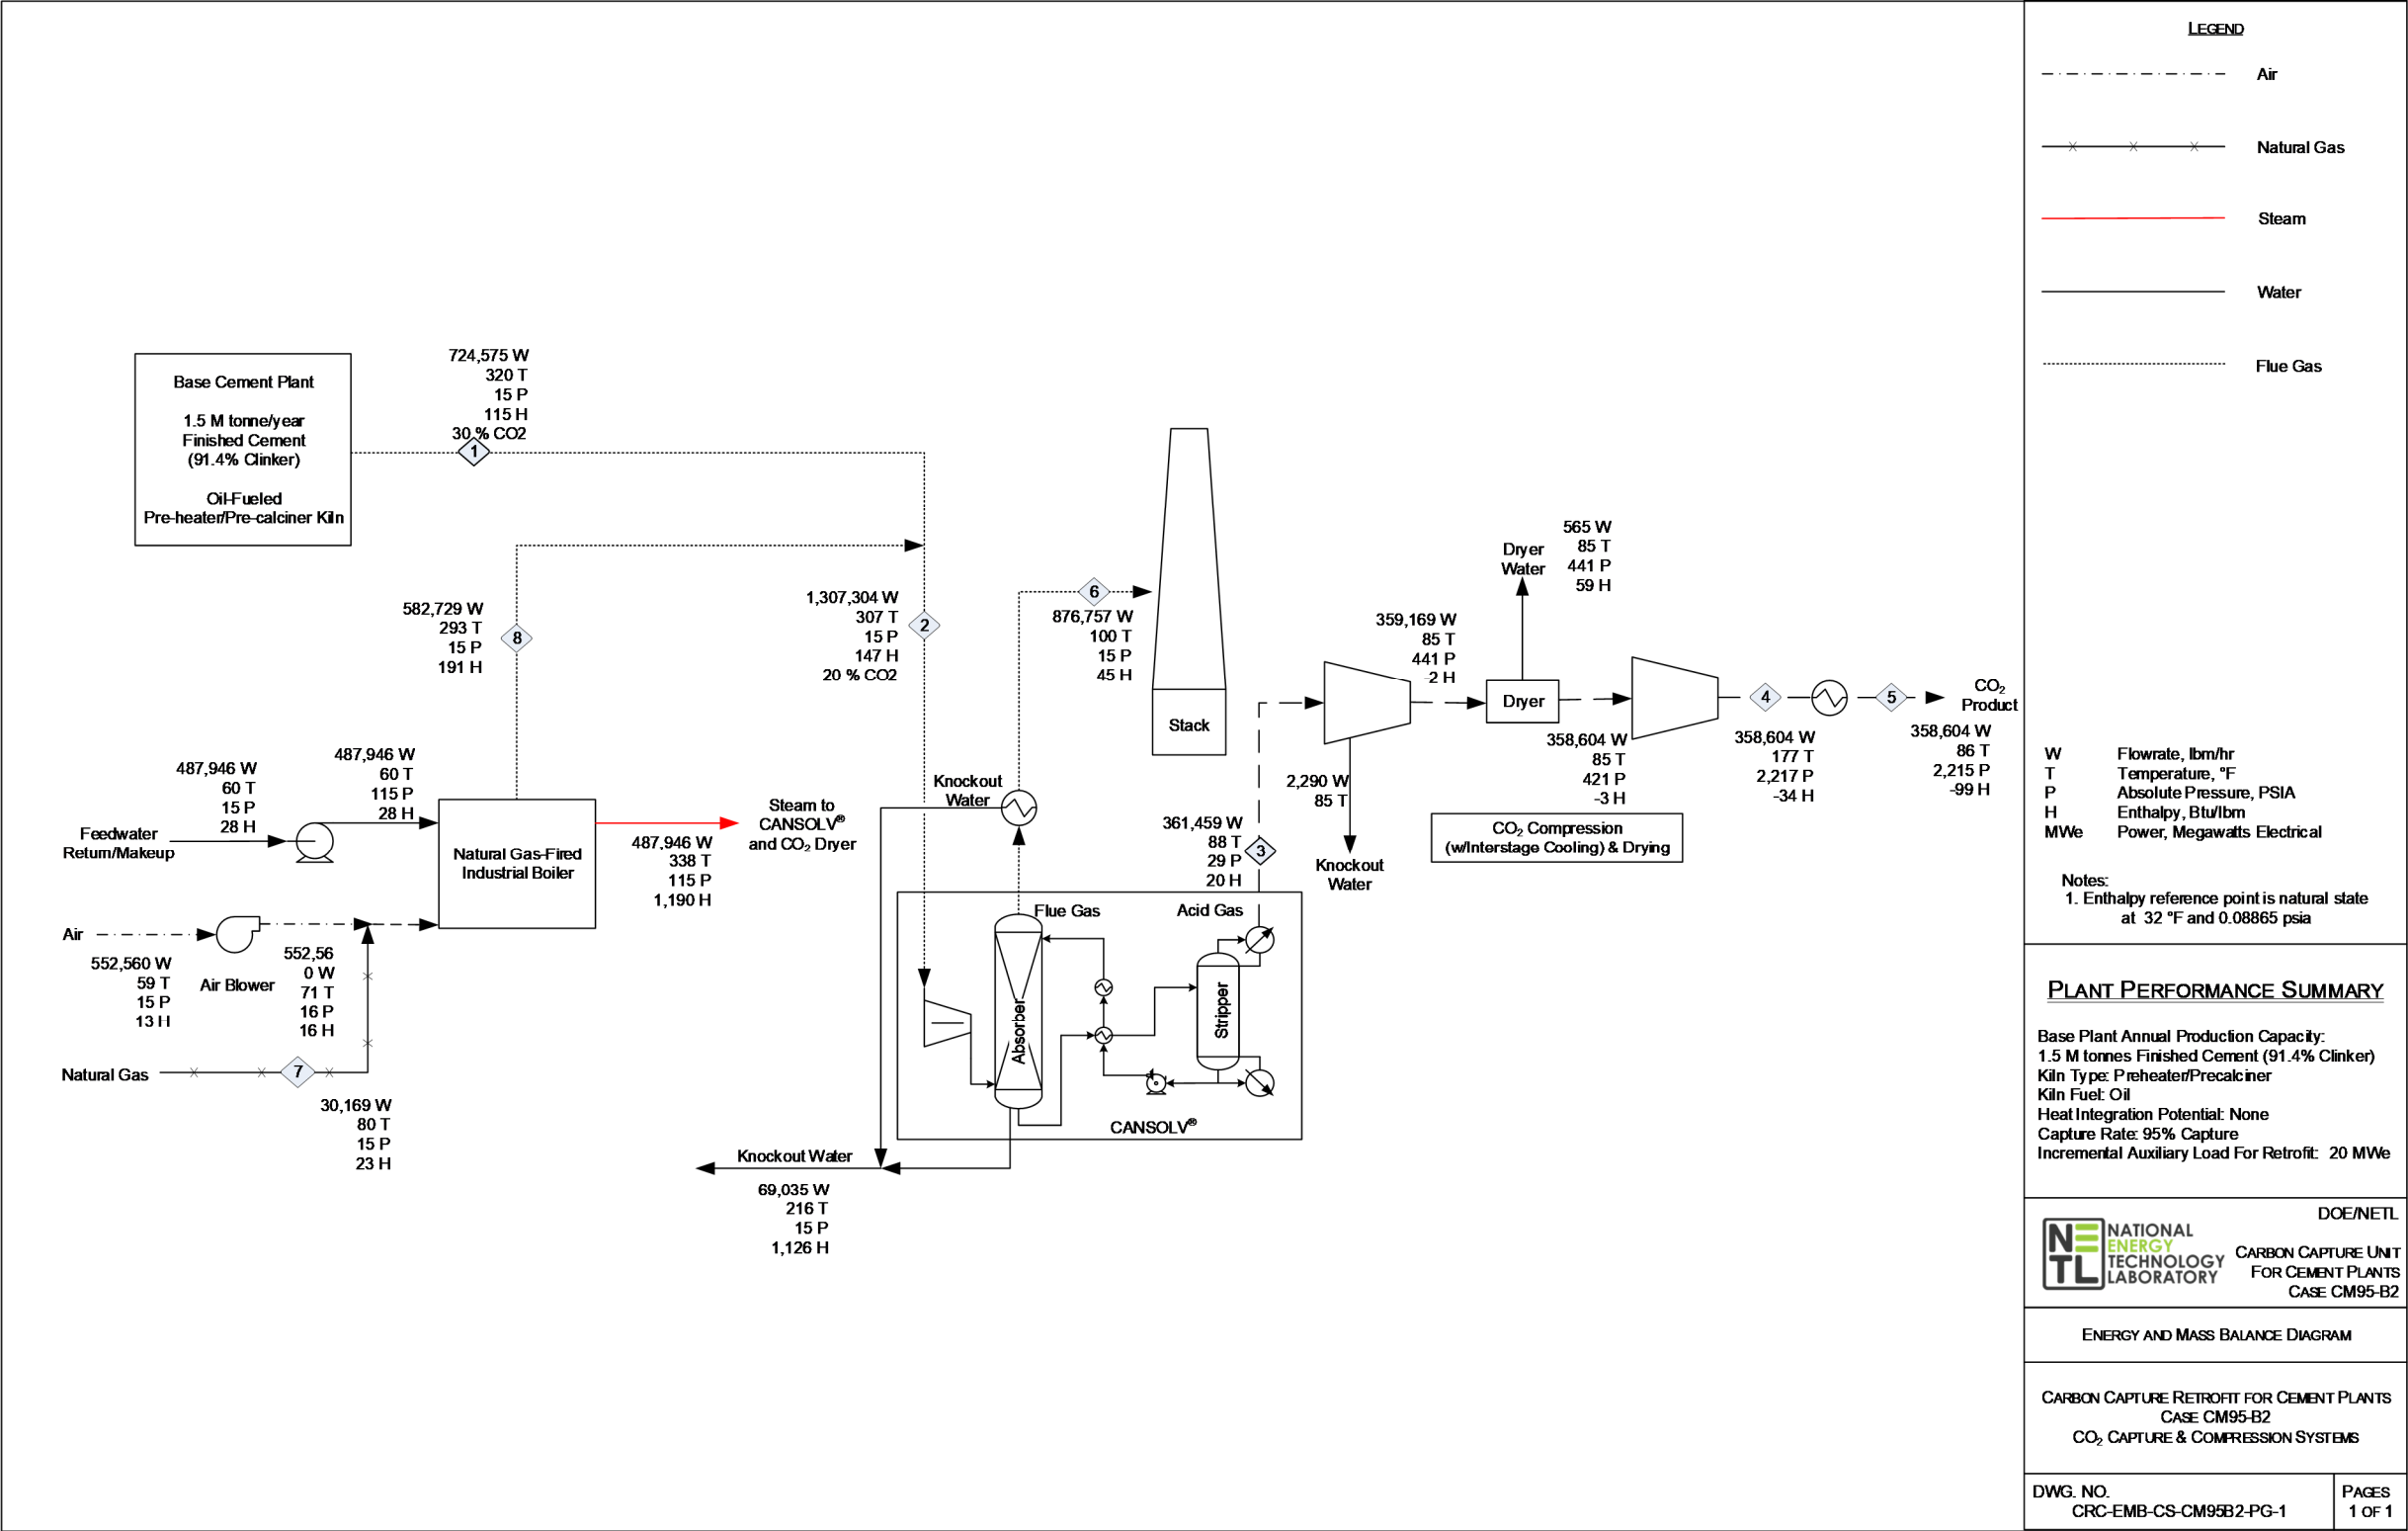 724,575 W
320 T
15 P
115 H
30 % CO2
1
Base Cement Plant
1.5 M tonne/year
Finished Cement
(91.4% Clinker)
Oil-Fueled
Pre-heater/Pre-calciner Kiln
582,729 W
293 T
15 P
191 H
8
1,307,304 W
307 T
15 P
147 H
20 % CO2
2
6
876,757 W
100 T
15 P
45 H
Stack
487,946 W
60 T
15 P
28 H
Feedwater
Return/Makeup
487,946 W
60 T
115 P
28 H
Natural Gas-Fired
Industrial Boiler
487,946 W
338 T
115 P
1,190 H
Steam to
CANSOLV®
and CO₂ Dryer
Air
552,560 W
59 T
15 P
13 H
Air Blower
552,56
0 W
71 T
16 P
16 H
Natural Gas
7
30,169 W
80 T
15 P
23 H
Knockout
Water
Flue Gas
Acid Gas
Absorber
Stripper
CANSOLV®
Knockout Water
69,035 W
216 T
15 P
1,126 H
361,459 W
88 T
29 P
20 H
3
2,290 W
85 T
Knockout
Water
359,169 W
85 T
441 P
-2 H
Dryer
Water
565 W
85 T
441 P
59 H
Dryer
358,604 W
85 T
421 P
-3 H
CO₂ Compression
(w/Interstage Cooling) & Drying
4
358,604 W
177 T
2,217 P
-34 H
5
CO₂
Product
358,604 W
86 T
2,215 P
-99 H
LEGEND
Air
Natural Gas
Steam
Water
Flue Gas
W Flowrate, lbm/hr
T Temperature, °F
P Absolute Pressure, PSIA
H Enthalpy, Btu/lbm
MWe Power, Megawatts Electrical
Notes:
1. Enthalpy reference point is natural state
at 32 °F and 0.08865 psia
PLANT PERFORMANCE SUMMARY
Base Plant Annual Production Capacity:
1.5 M tonnes Finished Cement (91.4% Clinker)
Kiln Type: Preheater/Precalciner
Kiln Fuel: Oil
Heat Integration Potential: None
Capture Rate: 95% Capture
Incremental Auxiliary Load For Retrofit: 20 MWe
NETL
NATIONAL
ENERGY
TECHNOLOGY
LABORATORY
DOE/NETL
CARBON CAPTURE UNIT
FOR CEMENT PLANTS
CASE CM95-B2
ENERGY AND MASS BALANCE DIAGRAM
CARBON CAPTURE RETROFIT FOR CEMENT PLANTS
CASE CM95-B2
CO₂ CAPTURE & COMPRESSION SYSTEMS
DWG. NO.
CRC-EMB-CS-CM95B2-PG-1
PAGES
1 OF 1